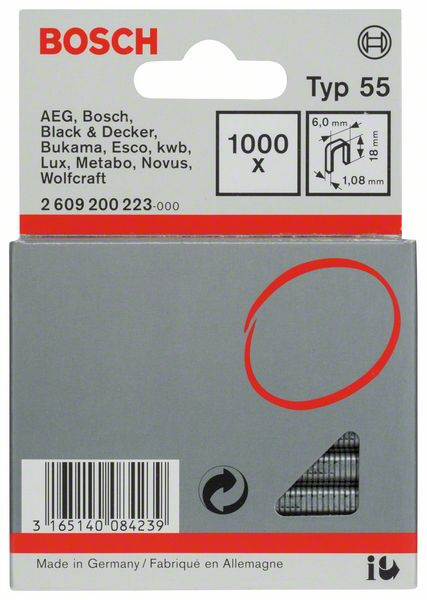 BOSCH
Typ 55
AEG, Bosch,
Black & Decker,
Bukama, Esco, kwb,
Lux, Metabo, Novus,
Wolfcraft
2 609 200 223-000
1000
x
6,0 mm
18 mm
1,08 mm
3 165140 084239
Made in Germany / Fabriqué en Allemagne